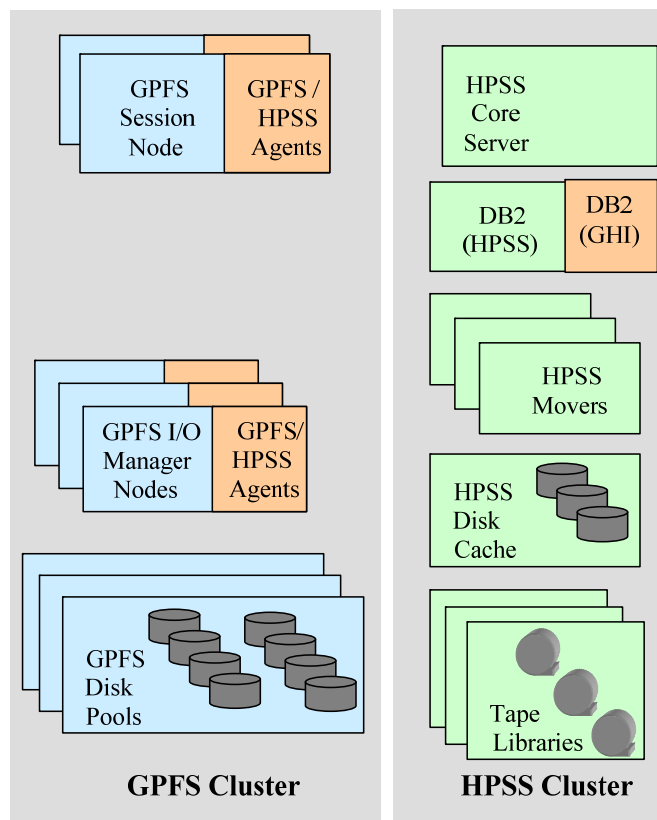 GPFS
Session
Node
GPFS /
HPSS
Agents
GPFS I/O
Manager
Nodes
GPFS/
HPSS
Agents
GPFS
Disk
Pools
GPFS Cluster
HPSS
Core
Server
DB2
(HPSS)
DB2
(GHI)
HPSS
Movers
HPSS
Disk
Cache
Tape
Libraries
HPSS Cluster